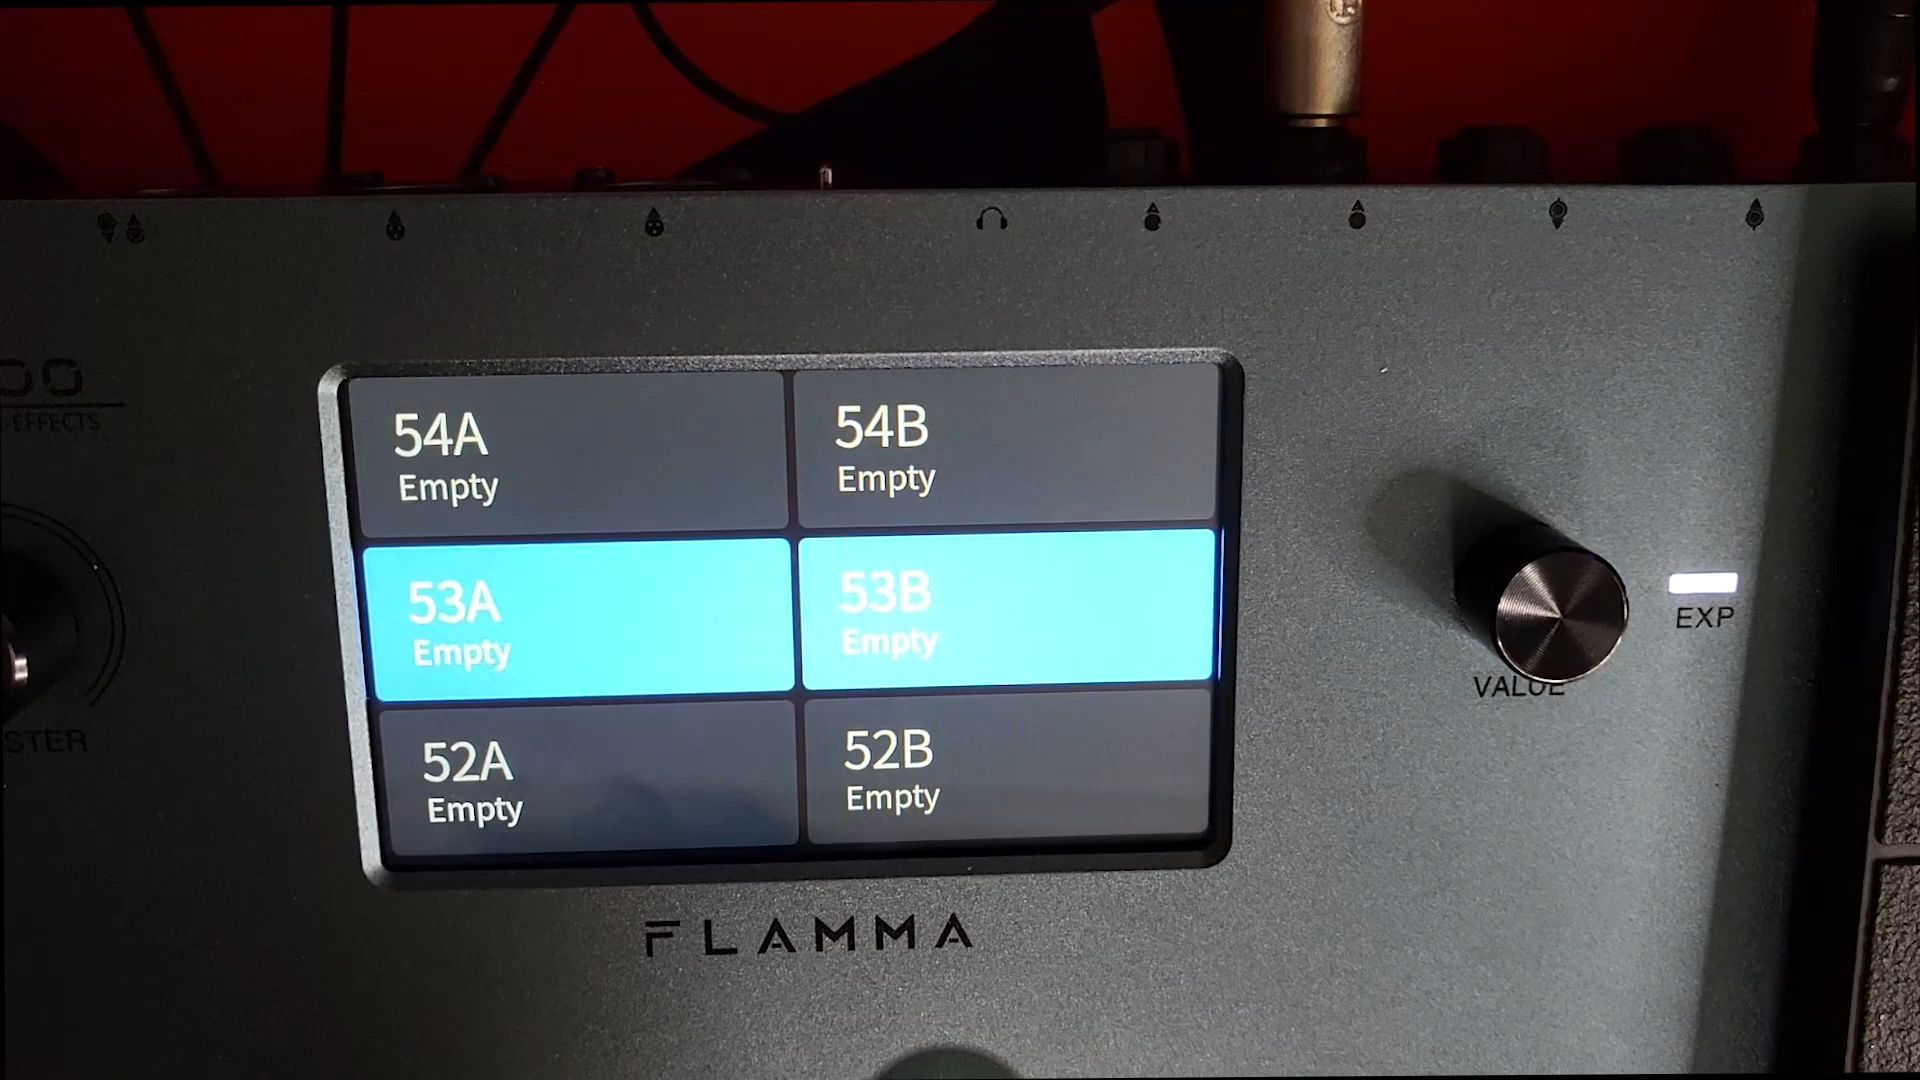 54A
Empty
54B
Empty
53A
Empty
53B
Empty
52A
Empty
52B
Empty
EXP
VALUE
FLAMMA